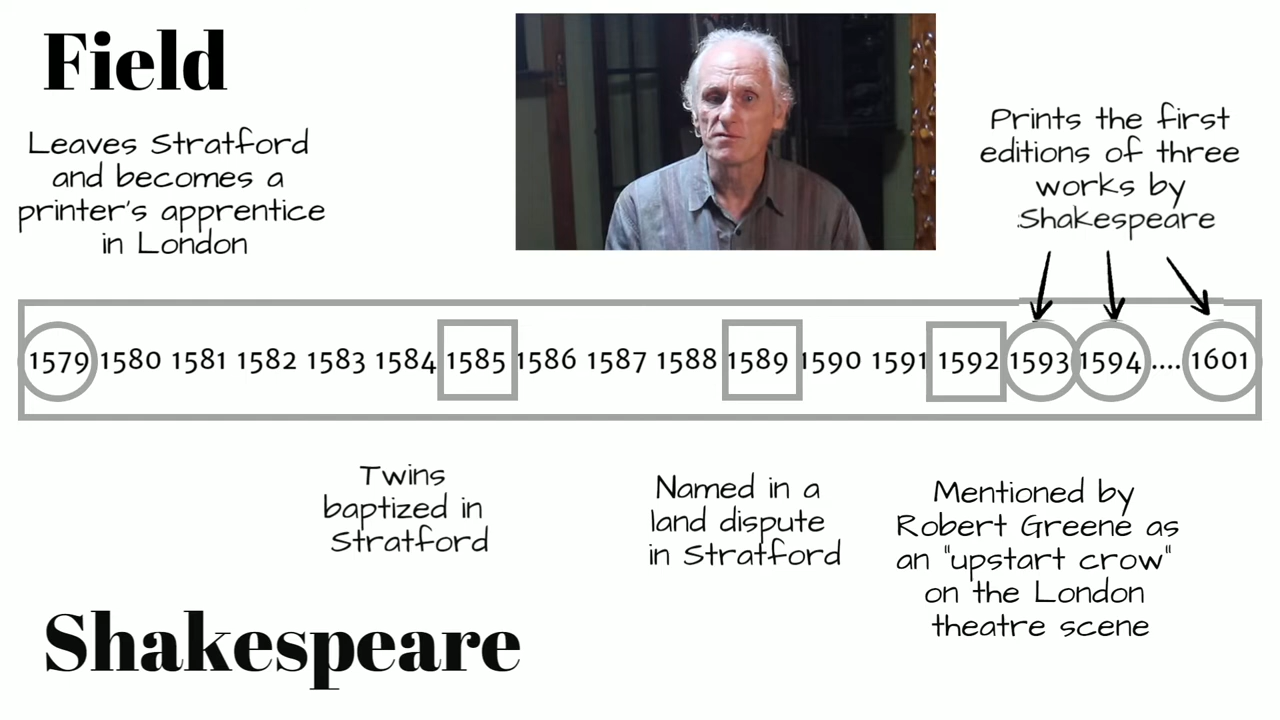 Field
Leaves Stratford
and becomes a
printer's apprentice
in London
Prints the first
editions of three
works by
Shakespeare
1579 1580 1581 1582 1583 1584 1585 1586 1587 1588 1589 1590 1591 1592 1593 1594 .... 1601
Twins
baptized in
Stratford
Named in a
land dispute
in Stratford
Mentioned by
Robert Greene as
an "upstart crow"
on the London
theatre scene
Shakespeare